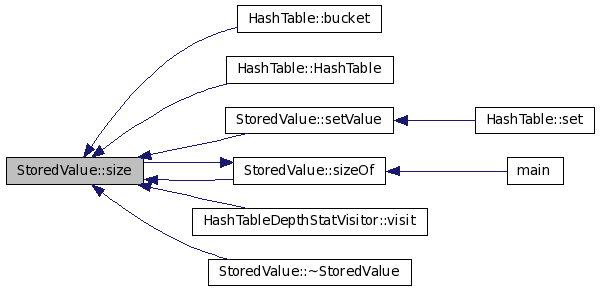 HashTable::bucket
HashTable::HashTable
StoredValue::setValue
HashTable::set
StoredValue::size
StoredValue::sizeOf
main
HashTableDepthStatVisitor::visit
StoredValue::~StoredValue